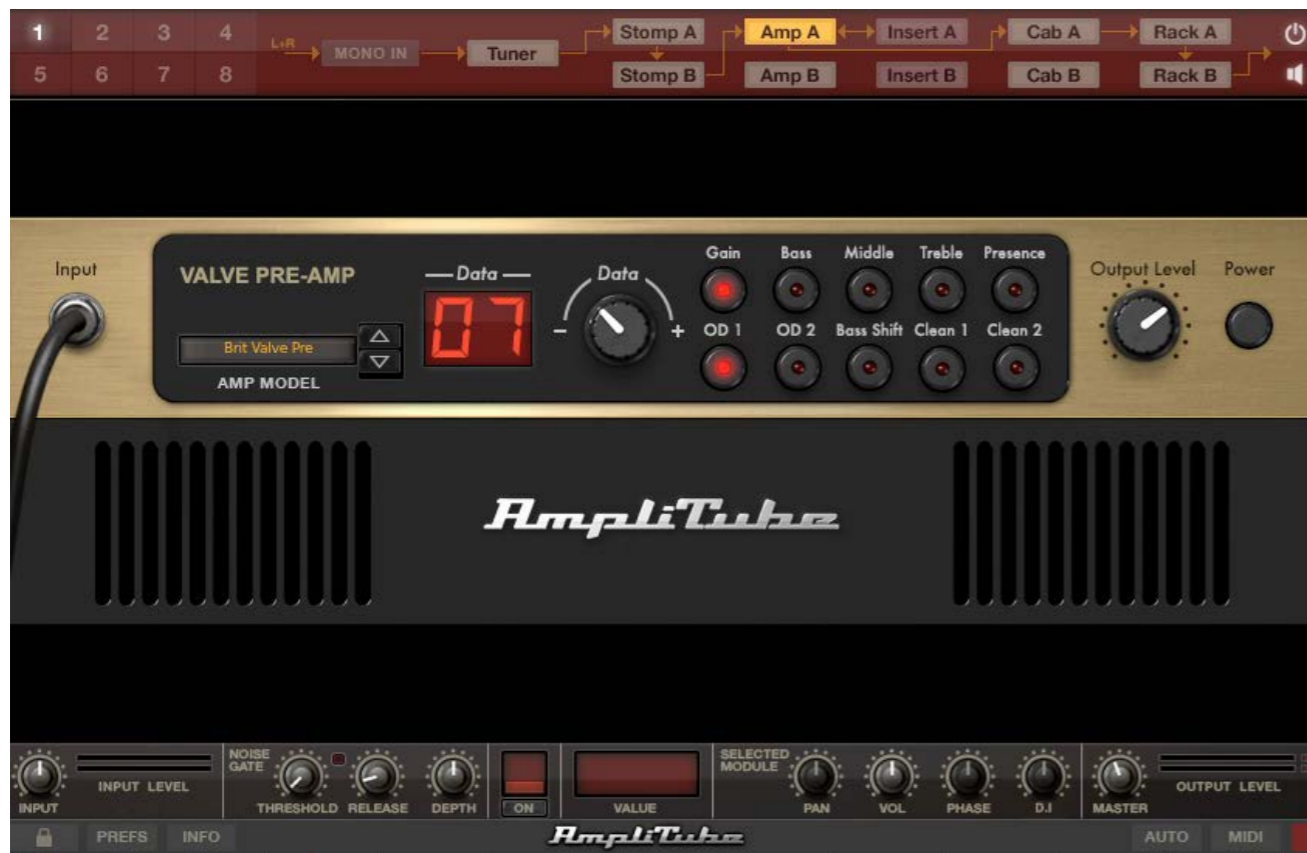 1 2 3 4 L+R MONO IN Tuner Stomp A Amp A Insert A Cab A Rack A
5 6 7 8 Stomp B Amp B Insert B Cab B Rack B
Input
VALVE PRE-AMP
Brit Valve Pre
AMP MODEL
Data
07
Data
- +
Gain Bass Middle Treble Presence
OD 1 OD 2 Bass Shift Clean 1 Clean 2
Output Level Power
AmpliTube
INPUT
INPUT LEVEL
NOISE
GATE
THRESHOLD RELEASE DEPTH
ON
VALUE
SELECTED
MODULE
PAN VOL PHASE D.I
MASTER
OUTPUT LEVEL
PREFS INFO AmpliTube AUTO MIDI